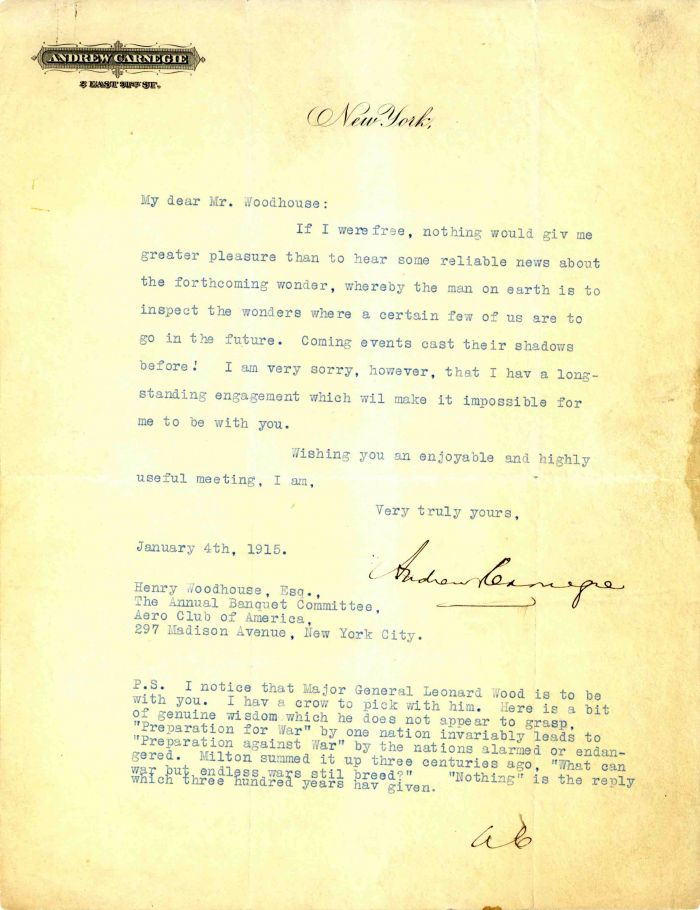 ANDREW CARNEGIE
2 EAST 91ST ST.
New York,
My dear Mr. Woodhouse:
If I were free, nothing would giv me
greater pleasure than to hear some reliable news about
the forthcoming wonder, whereby the man on earth is to
inspect the wonders where a certain few of us are to
go in the future.  Coming events cast their shadows
before!  I am very sorry, however, that I hav a long-
standing engagement which wil make it impossible for
me to be with you.
Wishing you an enjoyable and highly
useful meeting, I am,
Very truly yours,
January 4th, 1915.
Andrew Carnegie
Henry Woodhouse, Esq.,
The Annual Banquet Committee,
Aero Club of America,
297 Madison Avenue, New York City.
P.S.  I notice that Major General Leonard Wood is to be
with you.  I hav a crow to pick with him.  Here is a bit
of genuine wisdom which he does not appear to grasp,
"Preparation for War" by one nation invariably leads to
"Preparation against War" by the nations alarmed or endan-
gered.  Milton summed it up three centuries ago, "What can
war but endless wars stil breed?"  "Nothing" is the reply
which three hundred years hav given.
AC